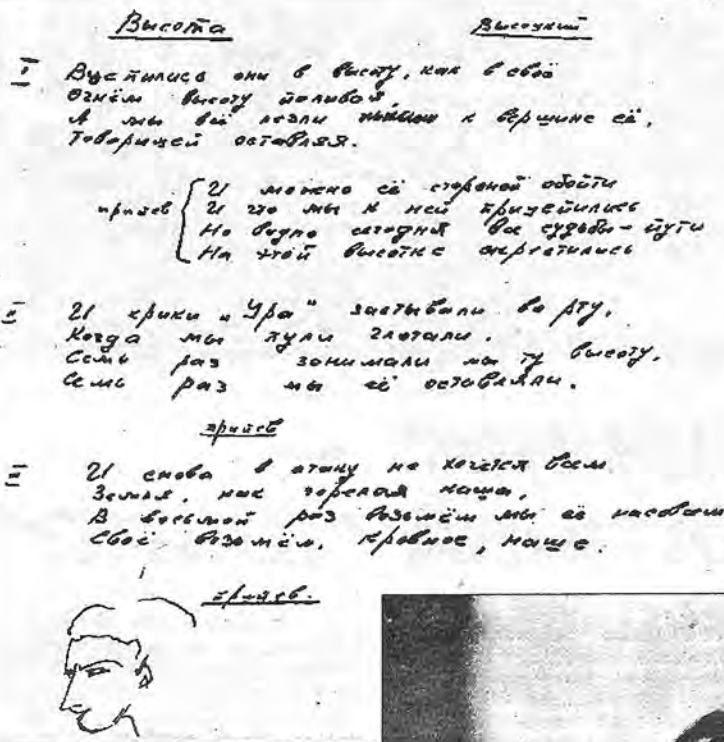 Высота Высоцкий
I Вцепились они в высоту, как в своё
Огнём высоту поливая,
А мы всё лезли к вершине её,
Товарищей оставляя.
припев
И можно её стороной обойти
И что мы к ней прицепились
Но видно сегодня все судьбы-пути
На этой высотке скрестились
II И крики "Ура" застывали во рту,
Когда мы пули глотали.
Семь раз занимали мы ту высоту,
Семь раз мы её оставляли.
припев
III И снова в атаку не хочется всем
Земля, как горелая каша,
В восьмой раз возьмём мы её насовсем
Своё возьмём, кровное, наше.
припев.